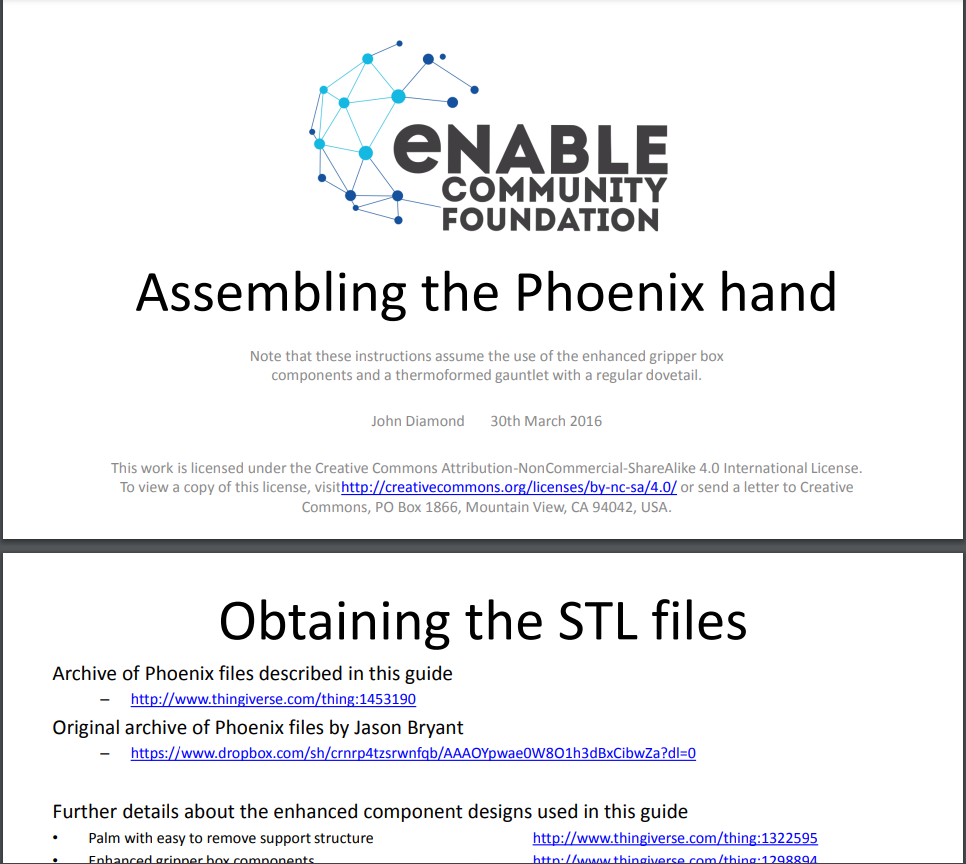 eNABLE
COMMUNITY
FOUNDATION
Assembling the Phoenix hand
Note that these instructions assume the use of the enhanced gripper box
components and a thermoformed gauntlet with a regular dovetail.
John Diamond 30th March 2016
This work is licensed under the Creative Commons Attribution-NonCommercial-ShareAlike 4.0 International License.
To view a copy of this license, visithttp://creativecommons.org/licenses/by-nc-sa/4.0/ or send a letter to Creative
Commons, PO Box 1866, Mountain View, CA 94042, USA.
Obtaining the STL files
Archive of Phoenix files described in this guide
– http://www.thingiverse.com/thing:1453190
Original archive of Phoenix files by Jason Bryant
– https://www.dropbox.com/sh/crnrp4tzsrwnfqb/AAAOYpwae0W8O1h3dBxCibwZa?dl=0
Further details about the enhanced component designs used in this guide
• Palm with easy to remove support structure http://www.thingiverse.com/thing:1322595
• Enhanced gripper box components http://www.thingiverse.com/thing:1298894